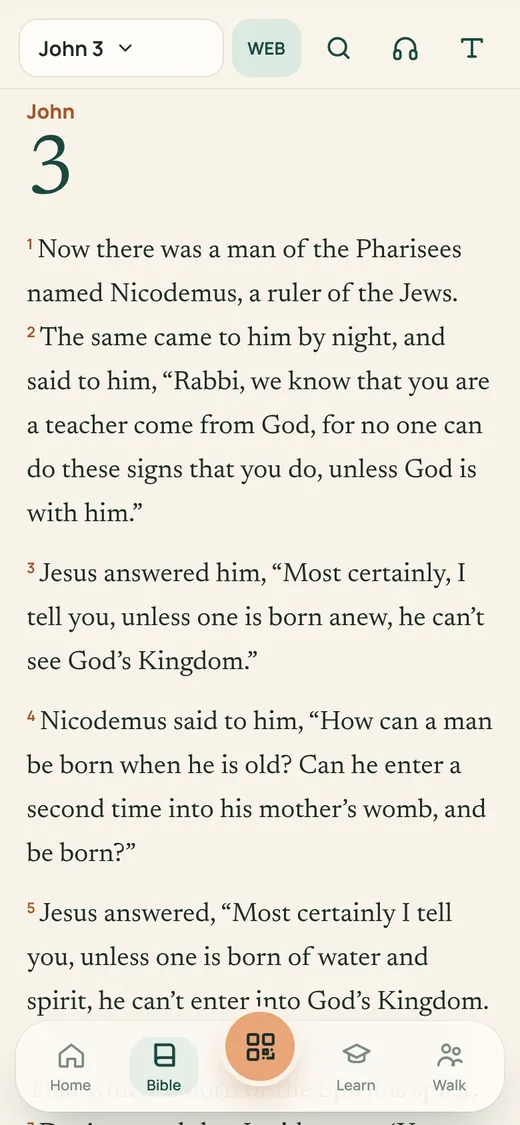 John 3
WEB
John
3
1 Now there was a man of the Pharisees
named Nicodemus, a ruler of the Jews.
2 The same came to him by night, and
said to him, “Rabbi, we know that you are
a teacher come from God, for no one can
do these signs that you do, unless God is
with him.”
3 Jesus answered him, “Most certainly, I
tell you, unless one is born anew, he can’t
see God’s Kingdom.”
4 Nicodemus said to him, “How can a man
be born when he is old? Can he enter a
second time into his mother’s womb, and
be born?”
5 Jesus answered, “Most certainly I tell
you, unless one is born of water and
spirit, he can’t enter into God’s Kingdom.
Home
Bible
Learn
Walk